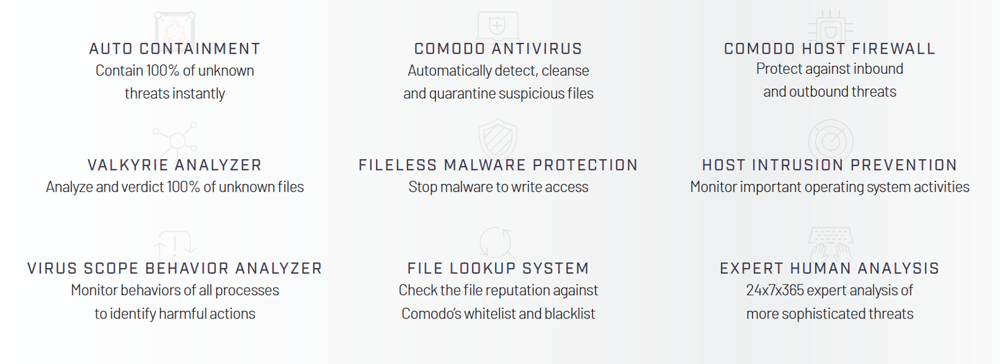 AUTO CONTAINMENT
Contain 100% of unknown
threats instantly
COMODO ANTIVIRUS
Automatically detect, cleanse
and quarantine suspicious files
COMODO HOST FIREWALL
Protect against inbound
and outbound threats
VALKYRIE ANALYZER
Analyze and verdict 100% of unknown files
FILELESS MALWARE PROTECTION
Stop malware to write access
HOST INTRUSION PREVENTION
Monitor important operating system activities
VIRUS SCOPE BEHAVIOR ANALYZER
Monitor behaviors of all processes
to identify harmful actions
FILE LOOKUP SYSTEM
Check the file reputation against
Comodo's whitelist and blacklist
EXPERT HUMAN ANALYSIS
24x7x365 expert analysis of
more sophisticated threats